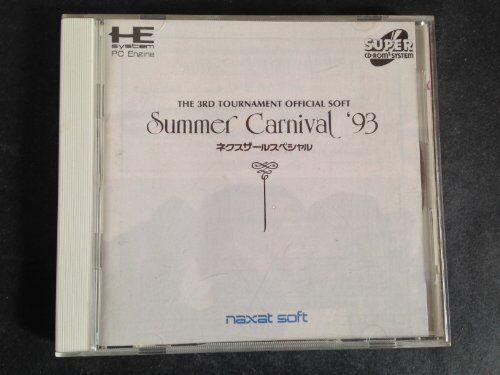 HE
system
PC Engine
SUPER
CD-ROM² SYSTEM
THE 3RD TOURNAMENT OFFICIAL SOFT
Summer Carnival '93
ネクスザールスペシャル
naxat soft